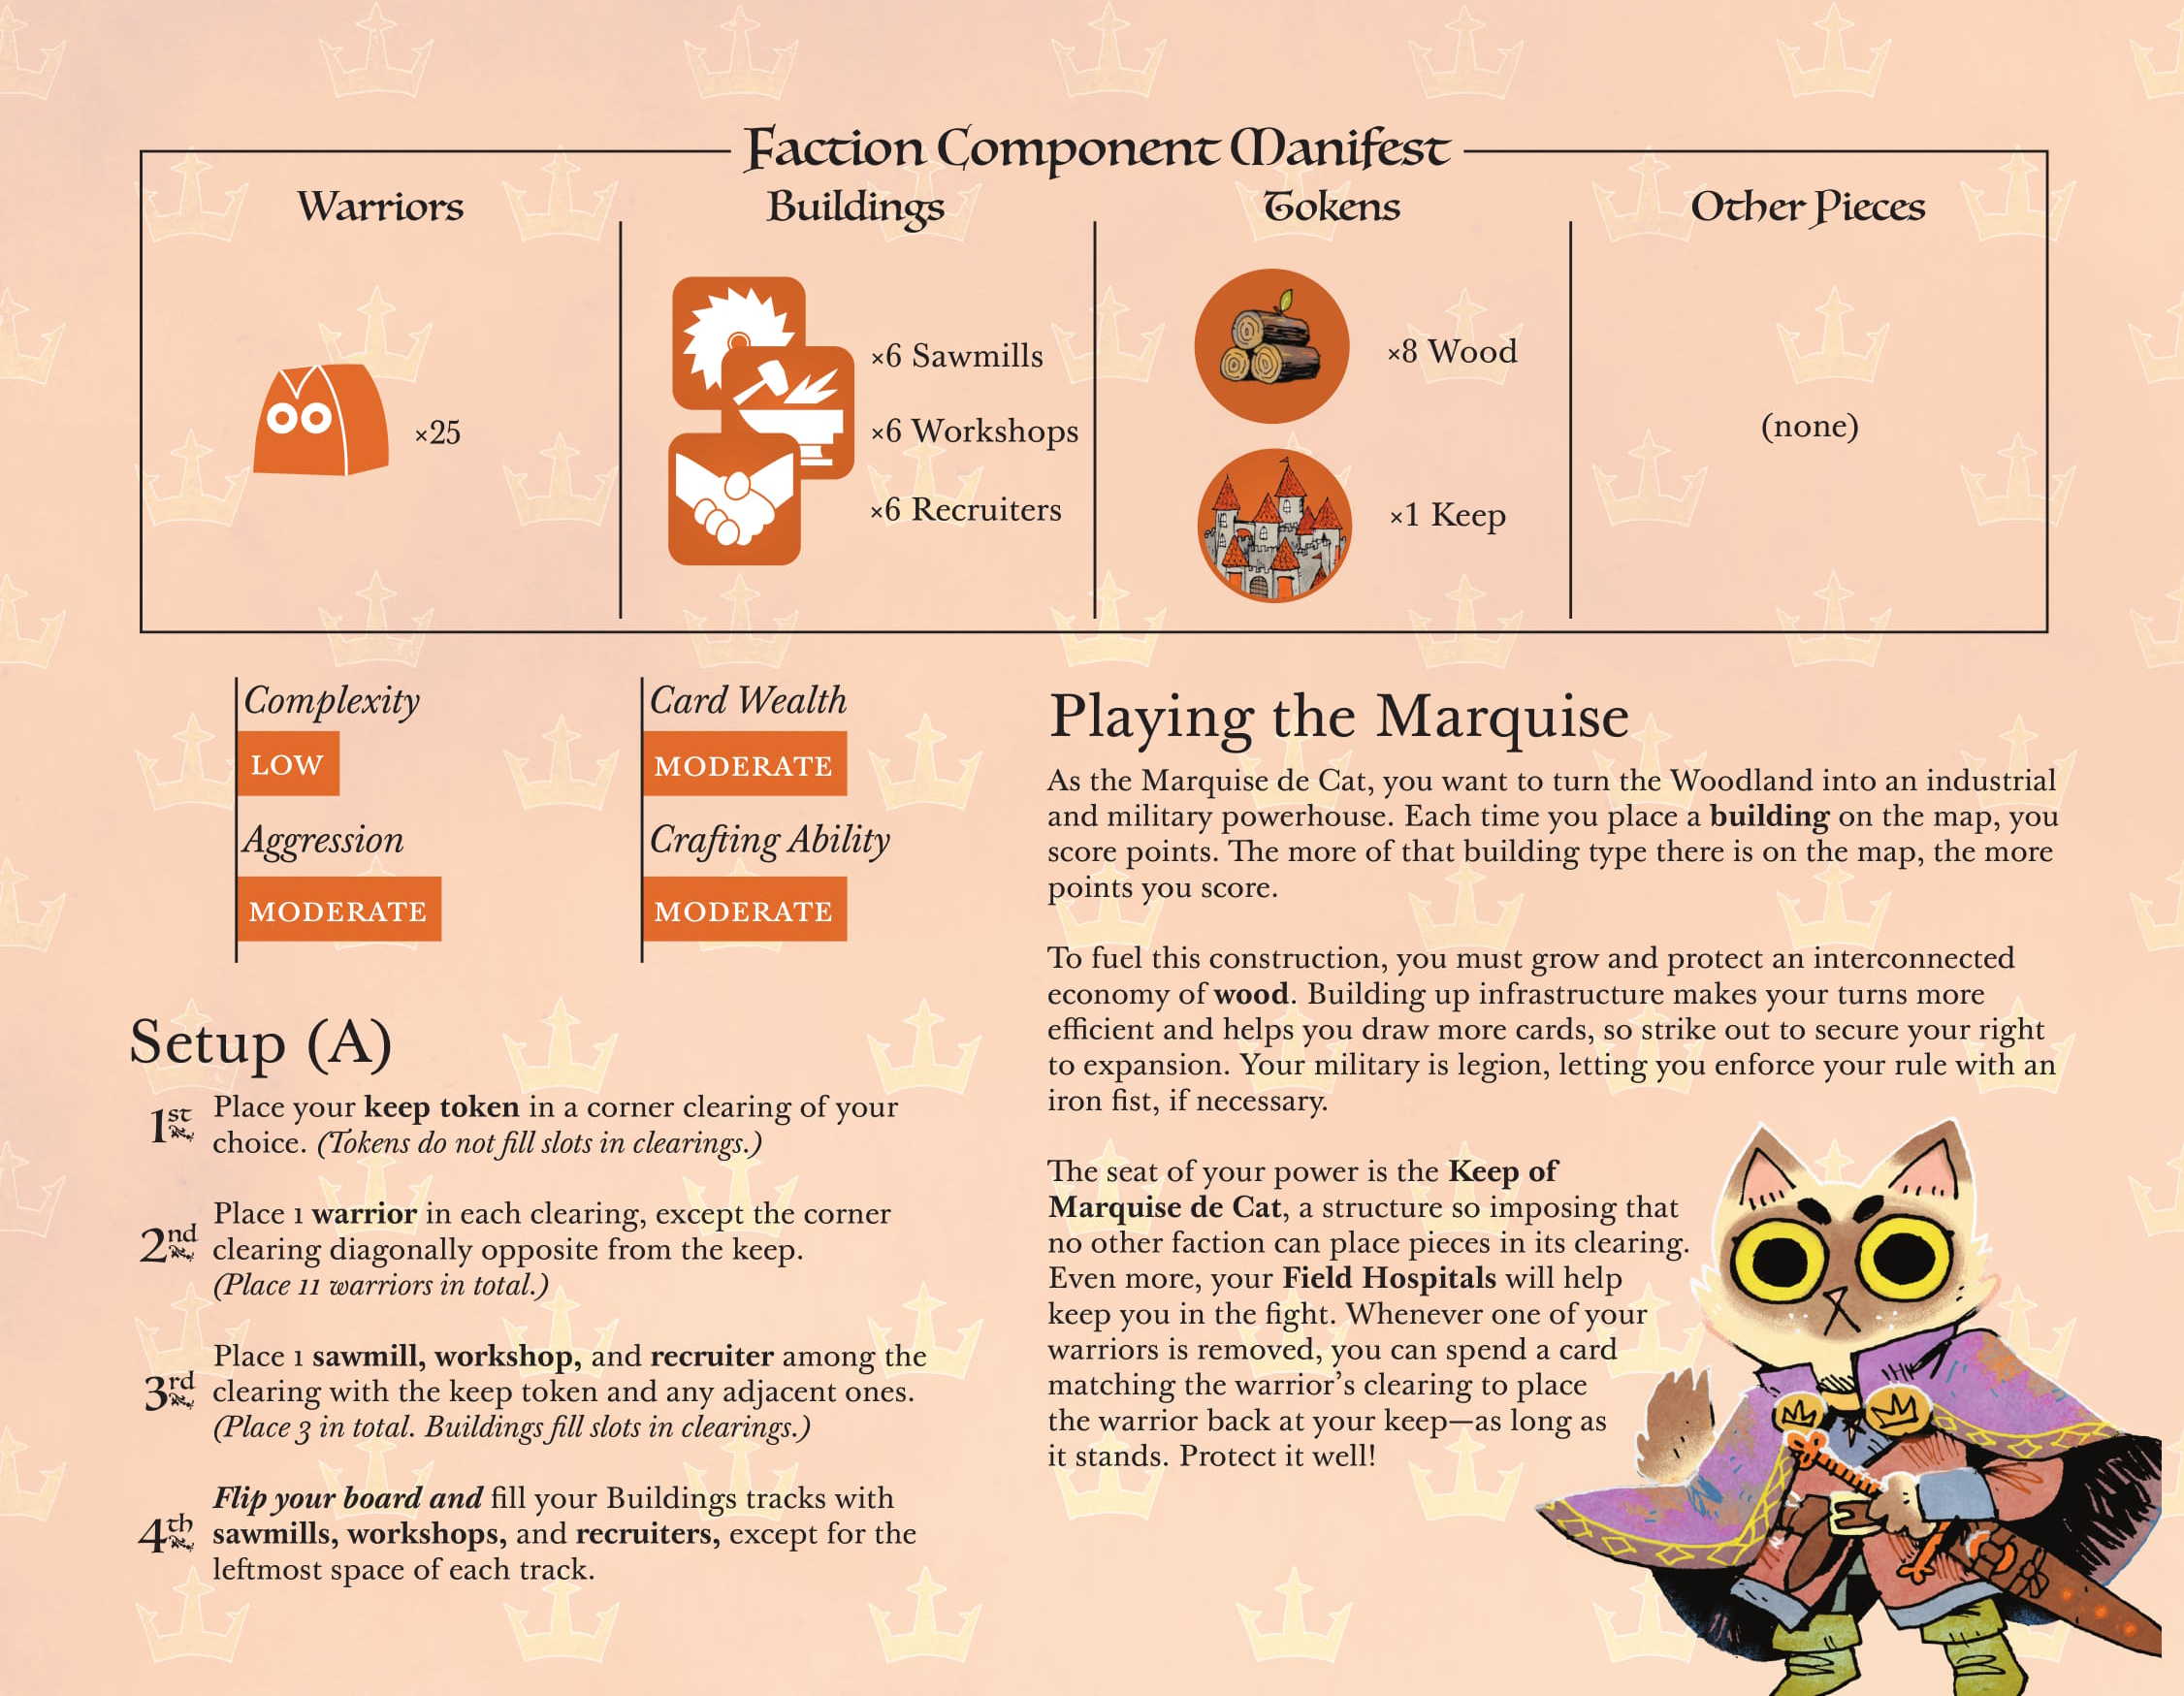 Faction Component Manifest
Warriors
×25
Buildings
×6 Sawmills
×6 Workshops
×6 Recruiters
Tokens
×8 Wood
×1 Keep
Other Pieces
(none)
Complexity
LOW
Aggression
MODERATE
Card Wealth
MODERATE
Crafting Ability
MODERATE
Setup (A)
1st Place your keep token in a corner clearing of your
choice. (Tokens do not fill slots in clearings.)
2nd Place 1 warrior in each clearing, except the corner
clearing diagonally opposite from the keep.
(Place 11 warriors in total.)
3rd Place 1 sawmill, workshop, and recruiter among the
clearing with the keep token and any adjacent ones.
(Place 3 in total. Buildings fill slots in clearings.)
4th Flip your board and fill your Buildings tracks with
sawmills, workshops, and recruiters, except for the
leftmost space of each track.
Playing the Marquise
As the Marquise de Cat, you want to turn the Woodland into an industrial
and military powerhouse. Each time you place a building on the map, you
score points. The more of that building type there is on the map, the more
points you score.
To fuel this construction, you must grow and protect an interconnected
economy of wood. Building up infrastructure makes your turns more
efficient and helps you draw more cards, so strike out to secure your right
to expansion. Your military is legion, letting you enforce your rule with an
iron fist, if necessary.
The seat of your power is the Keep of
Marquise de Cat, a structure so imposing that
no other faction can place pieces in its clearing.
Even more, your Field Hospitals will help
keep you in the fight. Whenever one of your
warriors is removed, you can spend a card
matching the warrior's clearing to place
the warrior back at your keep—as long as
it stands. Protect it well!